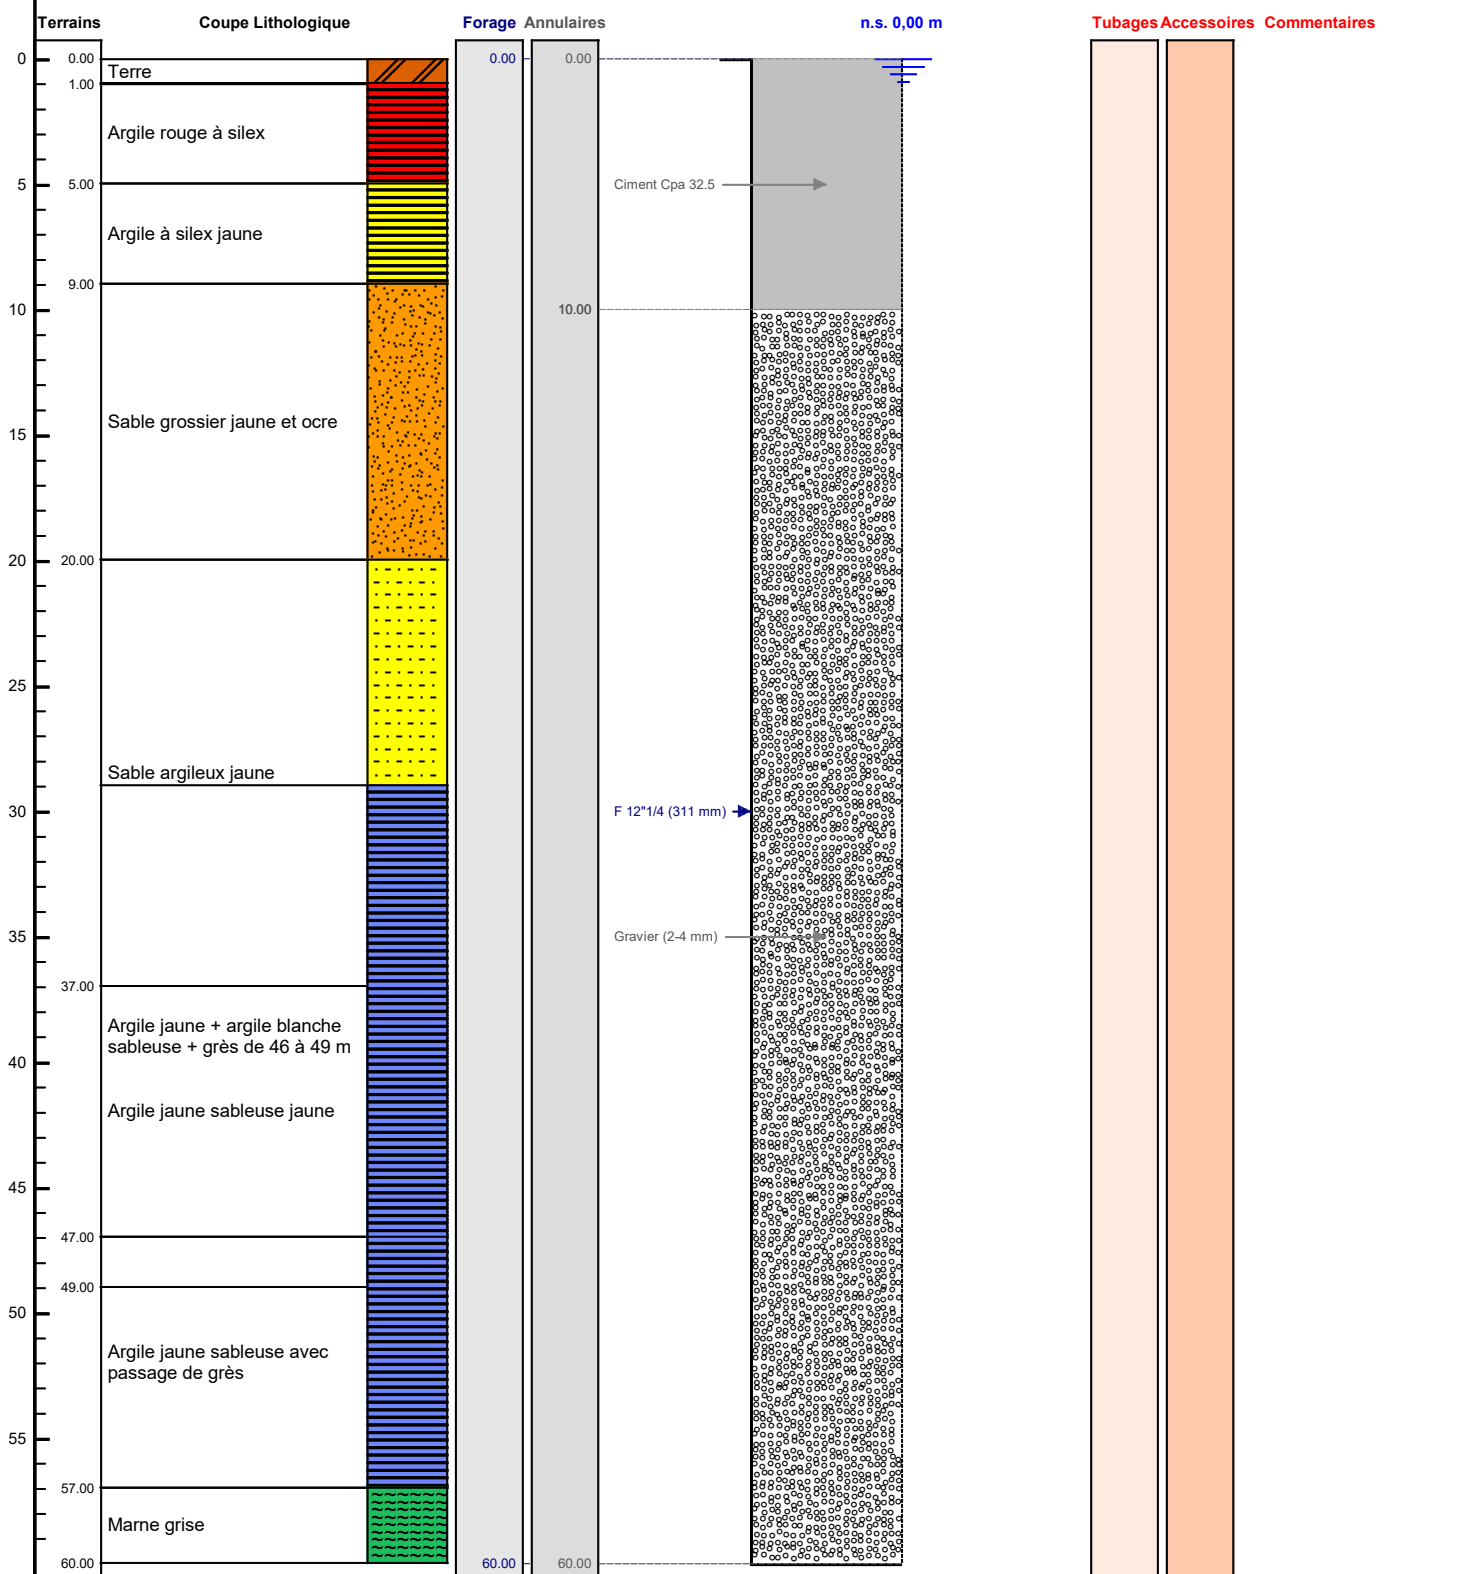 Terrains Coupe Lithologique Forage Annulaires n.s. 0,00 m Tubages Accessoires Commentaires
0 0.00 0.00 0.00
Terre
1.00
Argile rouge à silex
5 5.00 Ciment Cpa 32.5
Argile à silex jaune
9.00
10 10.00
Sable grossier jaune et ocre
15
20 20.00
25
Sable argileux jaune
30 F 12"1/4 (311 mm)
35 Gravier (2-4 mm)
37.00
Argile jaune + argile blanche
sableuse + grès de 46 à 49 m
40
Argile jaune sableuse jaune
45
47.00
49.00
50
Argile jaune sableuse avec
passage de grès
55
57.00
Marne grise
60.00 60.00 60.00